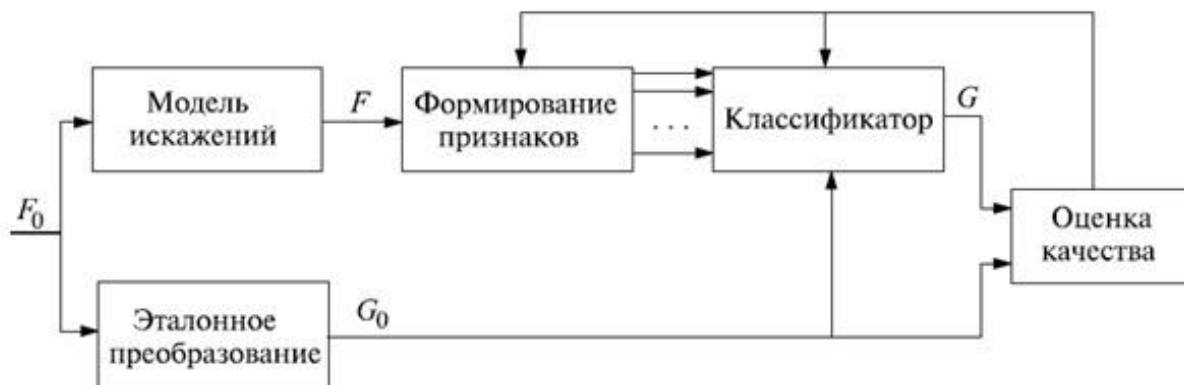 Модель
искажений
F
Формирование
признаков
. . .
Классификатор
G
F₀
Оценка
качества
Эталонное
преобразование
G₀